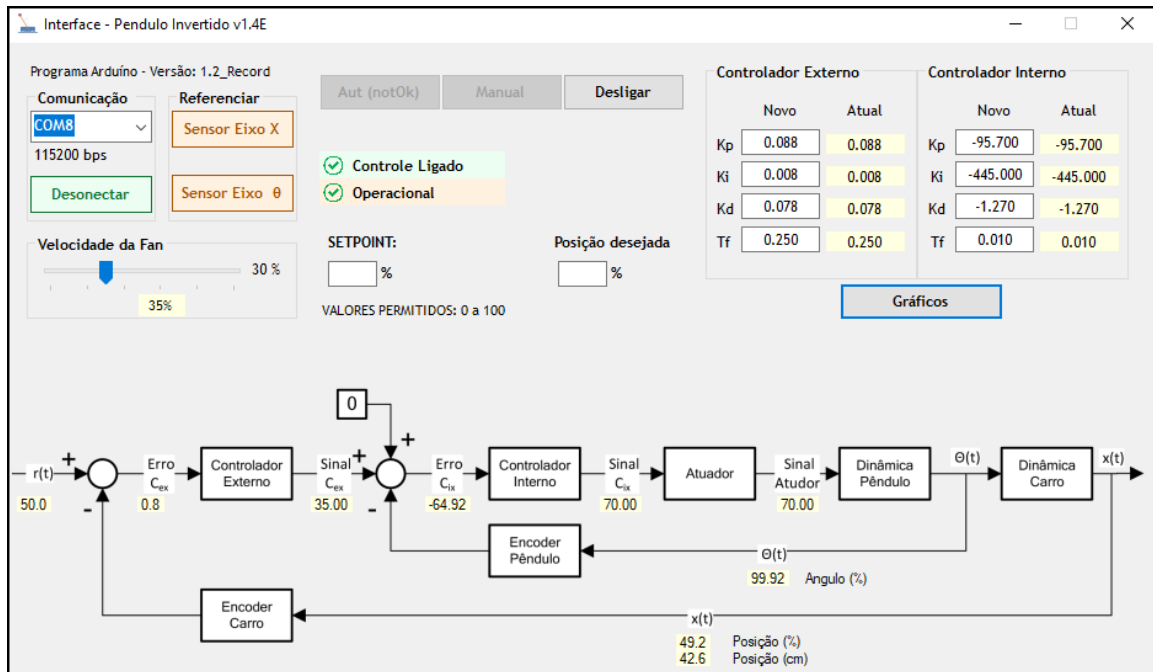 Interface - Pendulo Invertido v1.4E
Programa Arduíno - Versão: 1.2_Record
Comunicação
COM8
115200 bps
Desonectar
Referenciar
Sensor Eixo X
Sensor Eixo θ
Aut (notOk)
Manual
Desligar
Controle Ligado
Operacional
Velocidade da Fan
30 %
35%
SETPOINT:
%
Posição desejada
%
VALORES PERMITIDOS: 0 a 100
Controlador Externo
Novo Atual
Kp 0.088 0.088
Ki 0.008 0.008
Kd 0.078 0.078
Tf 0.250 0.250
Controlador Interno
Novo Atual
Kp -95.700 -95.700
Ki -445.000 -445.000
Kd -1.270 -1.270
Tf 0.010 0.010
Gráficos
0
r(t)
+
-
50.0
Erro
Cex
0.8
Controlador
Externo
Sinal
Cex
35.00
+
+
-
Erro
Cix
-64.92
Controlador
Interno
Sinal
Cix
70.00
Atuador
Sinal
Atudor
70.00
Dinâmica
Pêndulo
Θ(t)
Dinâmica
Carro
x(t)
Encoder
Pêndulo
Θ(t)
99.92 Angulo (%)
Encoder
Carro
x(t)
49.2 Posição (%)
42.6 Posição (cm)